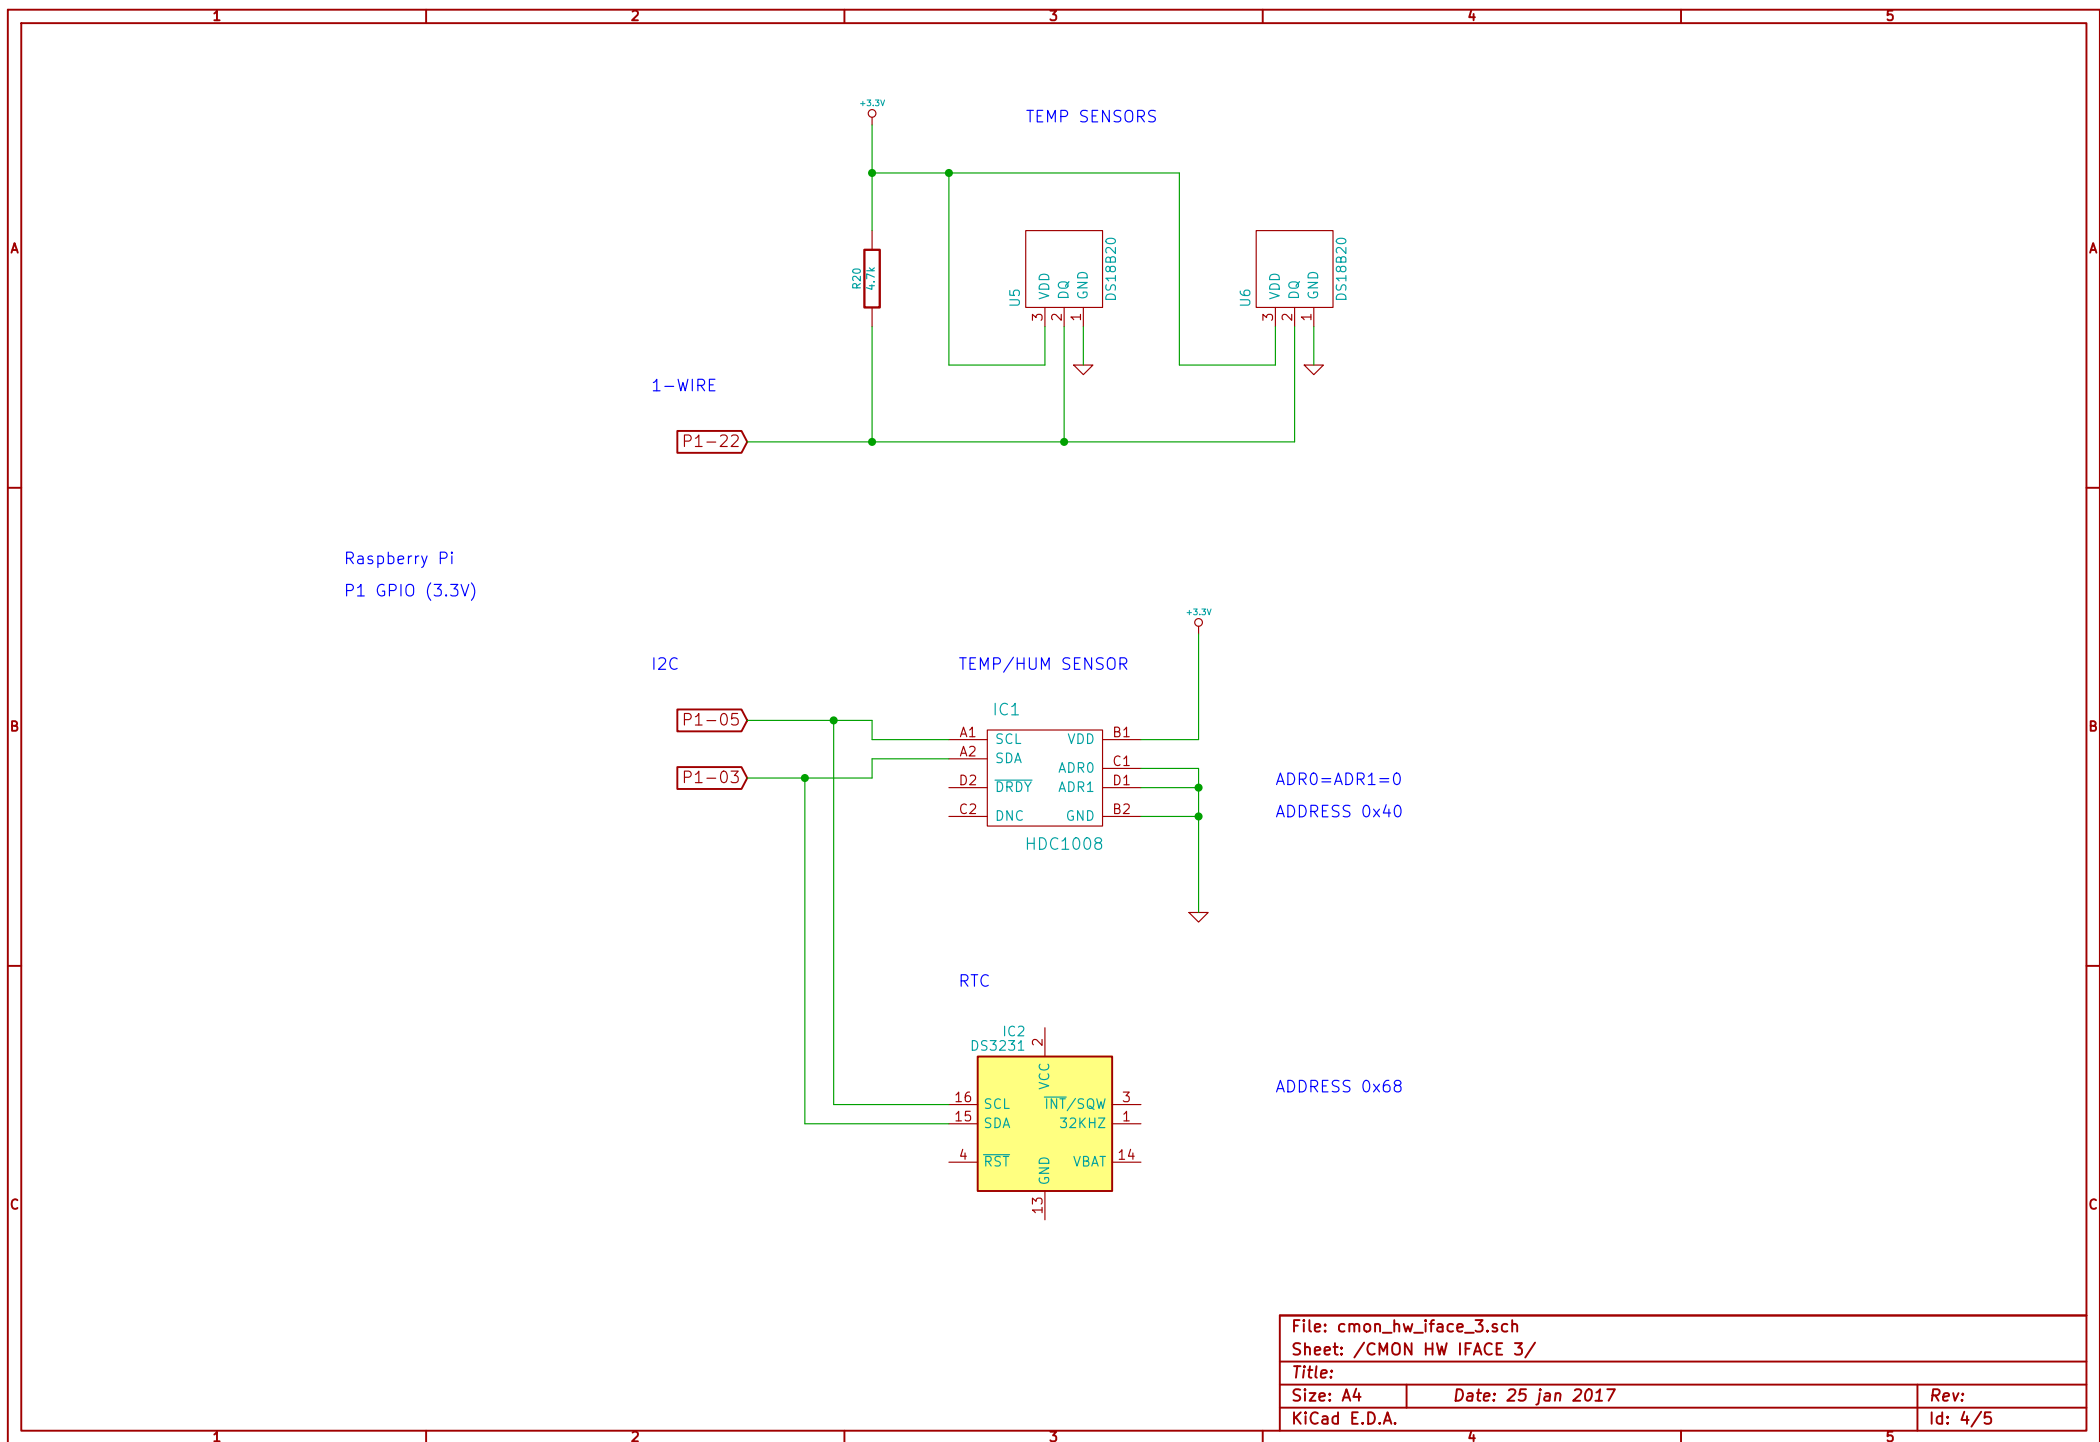 1 2 3 4 5
+3.3V
TEMP SENSORS
A A
R20
4.7k
U5
VDD
DQ
GND
DS18B20
3 2 1
U6
VDD
DQ
GND
DS18B20
3 2 1
1-WIRE
P1-22
Raspberry Pi
P1 GPIO (3.3V)
+3.3V
I2C
TEMP/HUM SENSOR
IC1
B B
P1-05
A1 SCL VDD B1
A2 SDA
ADR0 C1
P1-03
D2 DRDY ADR1 D1
C2 DNC GND B2
HDC1008
ADR0=ADR1=0
ADDRESS 0x40
RTC
IC2
DS3231
2
VCC
ADDRESS 0x68
16 SCL INT/SQW 3
15 SDA 32KHZ 1
4 RST VBAT 14
GND
13
C C
File: cmon_hw_iface_3.sch
Sheet: /CMON HW IFACE 3/
Title:
Size: A4 Date: 25 jan 2017 Rev:
KiCad E.D.A. Id: 4/5
1 2 3 4 5